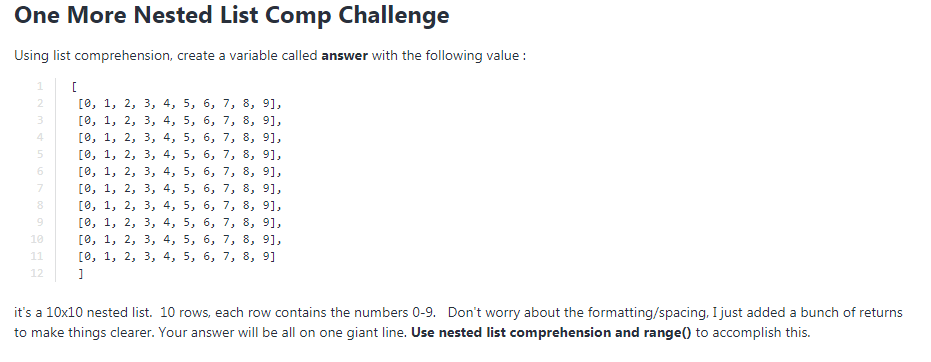 One More Nested List Comp Challenge
Using list comprehension, create a variable called answer with the following value :
1 [
2 [0, 1, 2, 3, 4, 5, 6, 7, 8, 9],
3 [0, 1, 2, 3, 4, 5, 6, 7, 8, 9],
4 [0, 1, 2, 3, 4, 5, 6, 7, 8, 9],
5 [0, 1, 2, 3, 4, 5, 6, 7, 8, 9],
6 [0, 1, 2, 3, 4, 5, 6, 7, 8, 9],
7 [0, 1, 2, 3, 4, 5, 6, 7, 8, 9],
8 [0, 1, 2, 3, 4, 5, 6, 7, 8, 9],
9 [0, 1, 2, 3, 4, 5, 6, 7, 8, 9],
10 [0, 1, 2, 3, 4, 5, 6, 7, 8, 9],
11 [0, 1, 2, 3, 4, 5, 6, 7, 8, 9]
12 ]
it's a 10x10 nested list.  10 rows, each row contains the numbers 0-9.   Don't worry about the formatting/spacing, I just added a bunch of returns
to make things clearer. Your answer will be all on one giant line. Use nested list comprehension and range() to accomplish this.